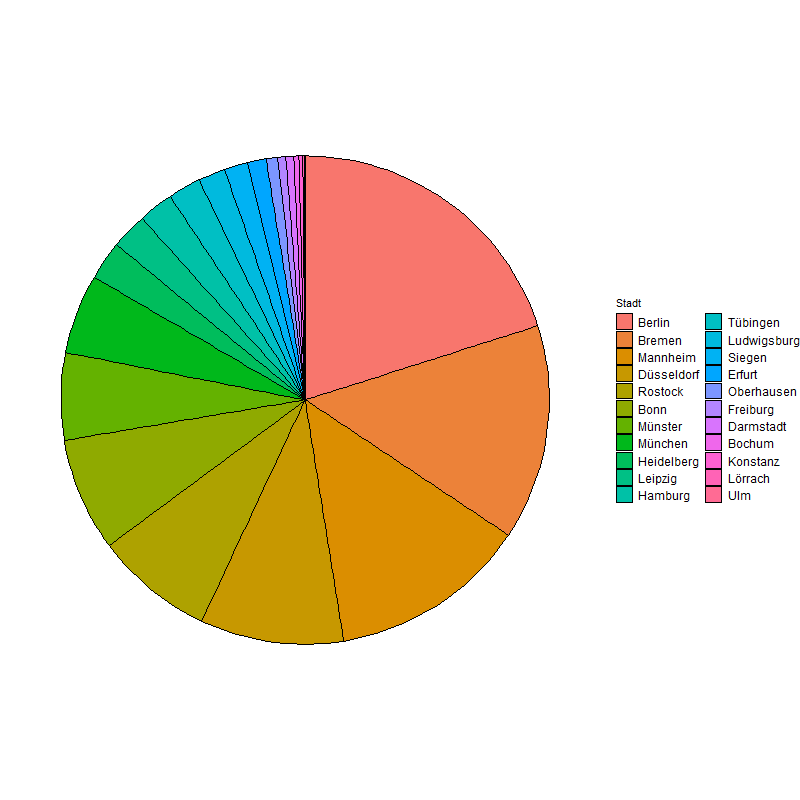 Stadt
Berlin
Bremen
Mannheim
Düsseldorf
Rostock
Bonn
Münster
München
Heidelberg
Leipzig
Hamburg
Tübingen
Ludwigsburg
Siegen
Erfurt
Oberhausen
Freiburg
Darmstadt
Bochum
Konstanz
Lörrach
Ulm